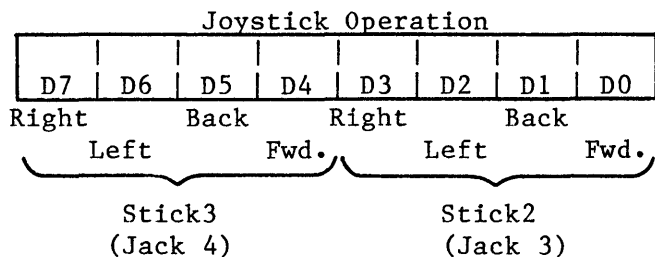 Joystick Operation
D7 D6 D5 D4 D3 D2 D1 D0
Right Back Right Back
Left Fwd. Left Fwd.
Stick3 Stick2
(Jack 4) (Jack 3)